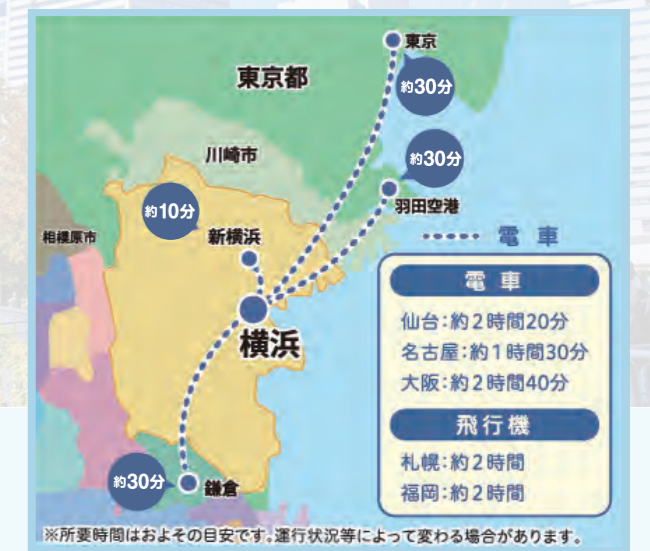 東京
東京都
約30分
川崎市
約30分
羽田空港
約10分
新横浜
相模原市
電車
横浜
電車
仙台:約2時間20分
名古屋:約1時間30分
大阪:約2時間40分
飛行機
札幌:約2時間
福岡:約2時間
約30分
鎌倉
※所要時間はおよその目安です。運行状況等によって変わる場合があります。